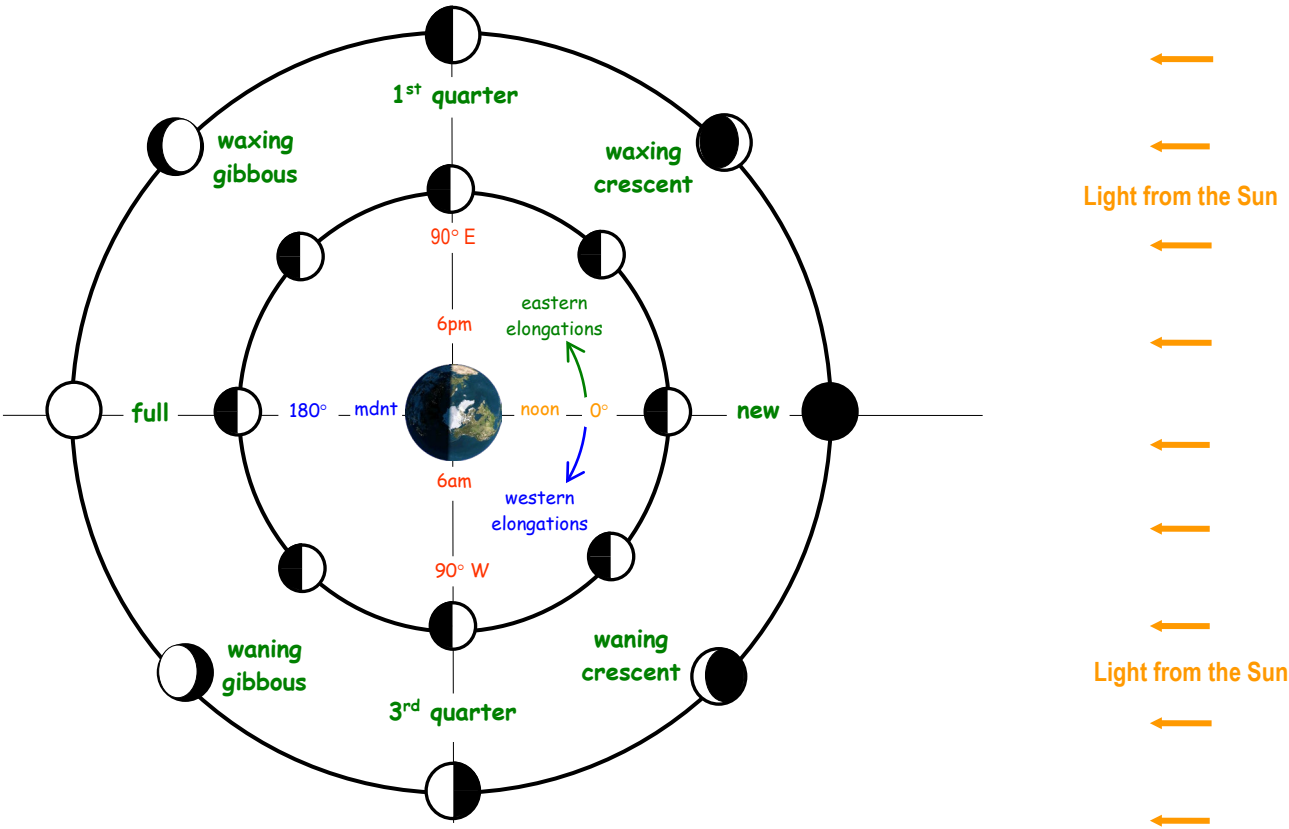 1st quarter
waxing
gibbous
waxing
crescent
Light from the Sun
90° E
eastern
elongations
6pm
full
180°
mdnt
noon
0°
new
6am
western
elongations
90° W
waning
gibbous
waning
crescent
Light from the Sun
3rd quarter